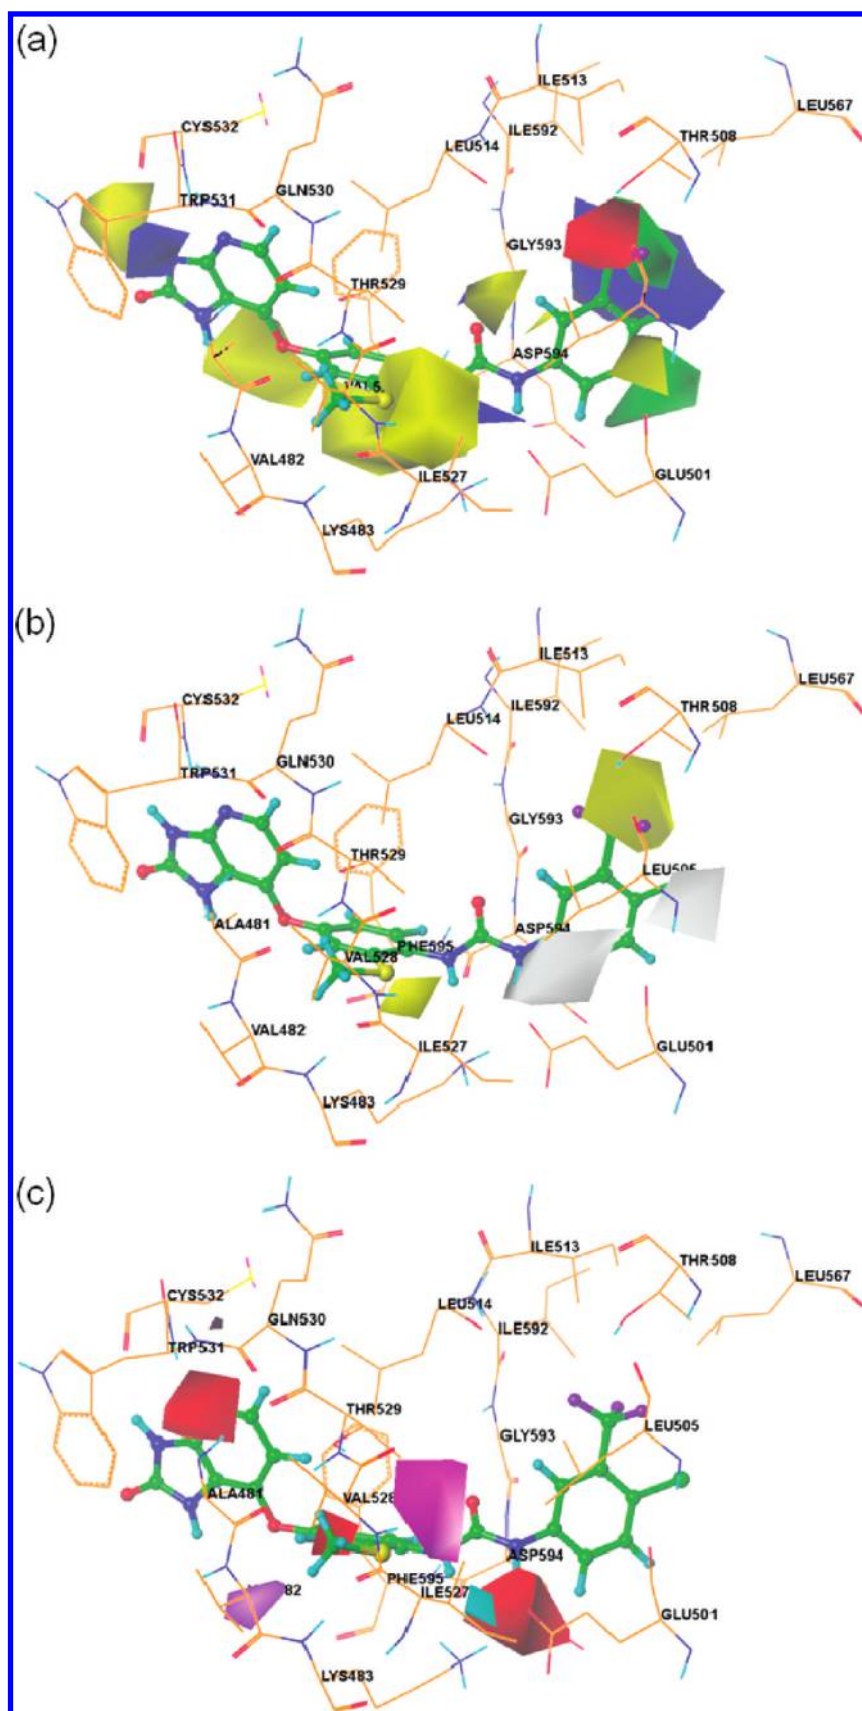 (a)
ILE513
LEU567
CYS532
ILE592
THR508
LEU514
TRP531
GLN530
GLY593
THR529
ASP594
VAL482
ILE527
GLU501
LYS483
(b)
ILE513
LEU567
CYS532
ILE592
THR508
LEU514
TRP531
GLN530
GLY593
THR529
LEU505
ALA481
ASP594
PHE595
VAL528
VAL482
ILE527
GLU501
LYS483
(c)
ILE513
THR508
LEU567
CYS532
LEU514
GLN530
ILE592
TRP531
THR529
LEU505
GLY593
ALA481
VAL528
ASP594
PHE595
ILE527
GLU501
LYS483